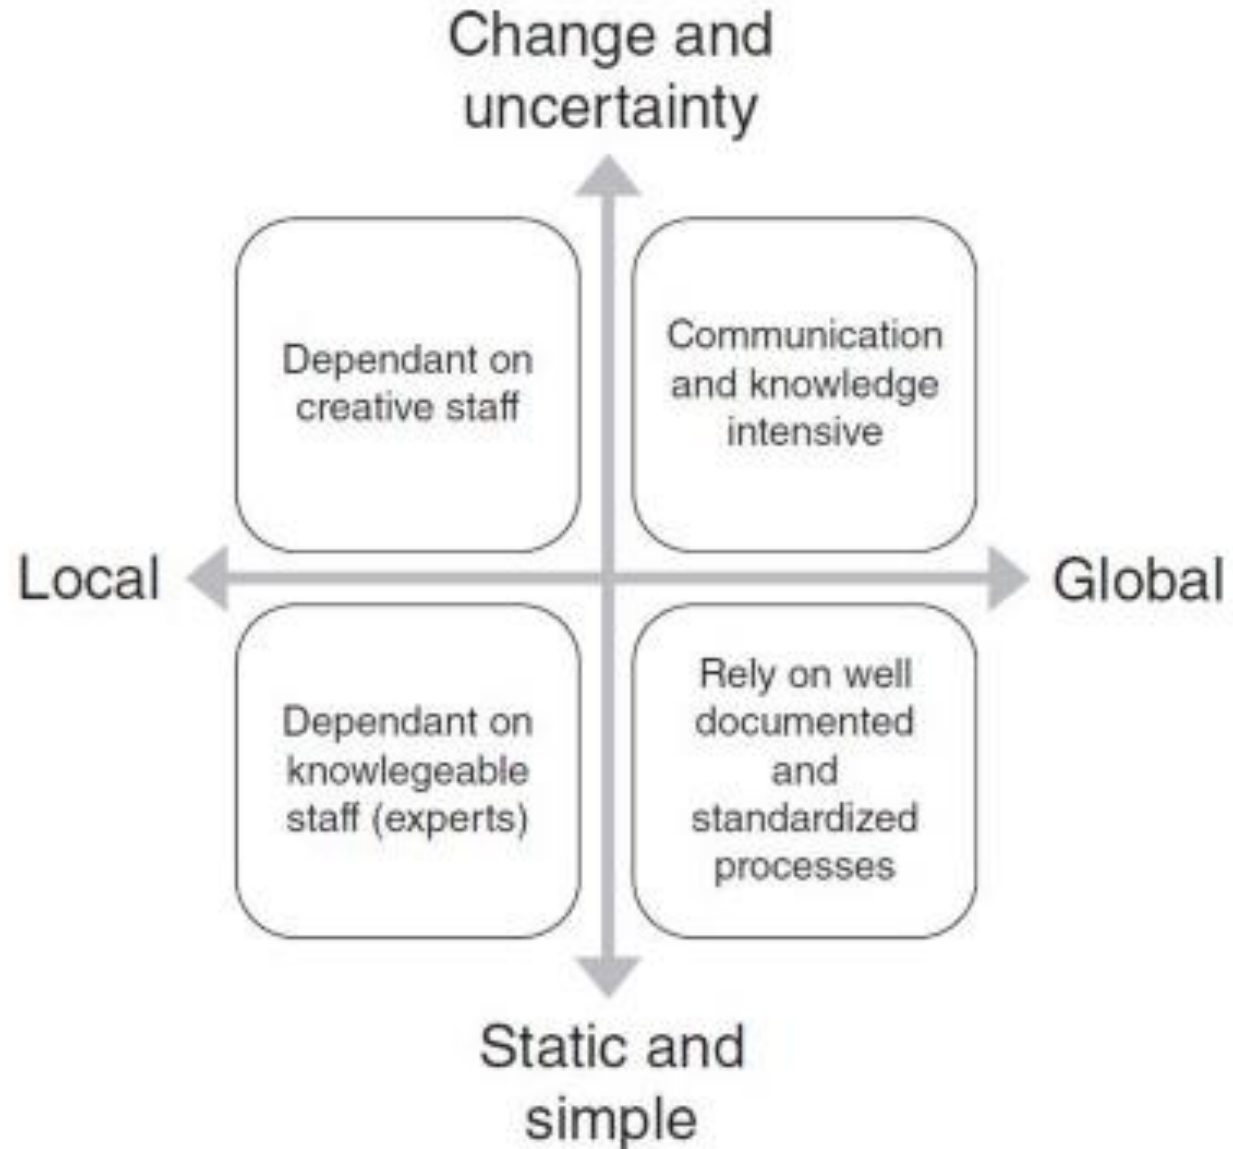 Change and
uncertainty
Dependant on
creative staff
Communication
and knowledge
intensive
Local
Global
Dependant on
knowlegeable
staff (experts)
Rely on well
documented
and
standardized
processes
Static and
simple